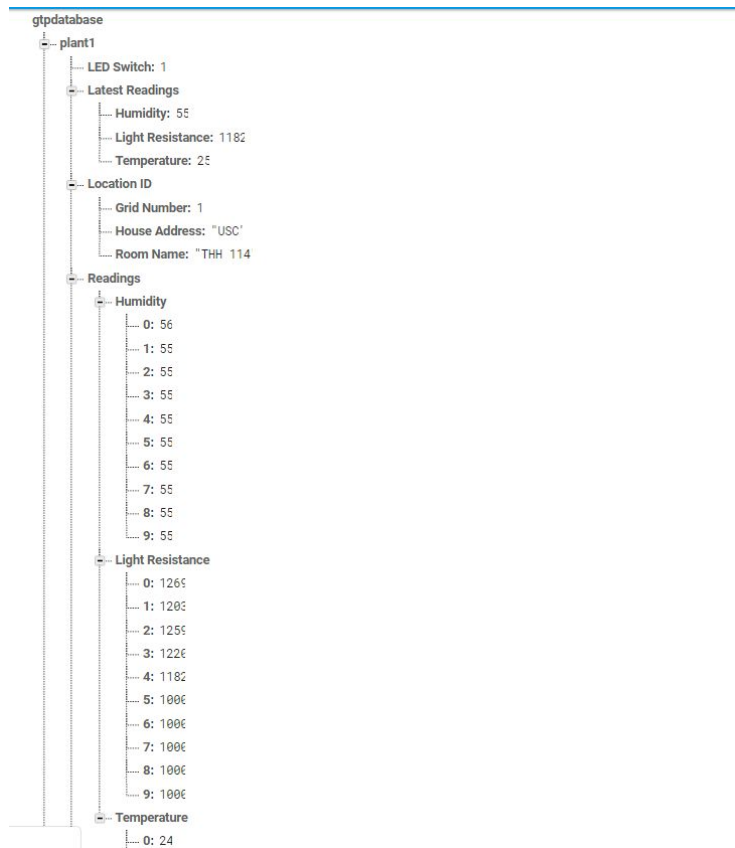 gtpdatabase
plant1
LED Switch: 1
Latest Readings
Humidity: 55
Light Resistance: 1182
Temperature: 25
Location ID
Grid Number: 1
House Address: "USC'
Room Name: "THH 114
Readings
Humidity
0: 56
1: 55
2: 55
3: 55
4: 55
5: 55
6: 55
7: 55
8: 55
9: 55
Light Resistance
0: 1269
1: 1203
2: 1259
3: 1226
4: 1182
5: 1006
6: 1006
7: 1006
8: 1006
9: 1006
Temperature
0: 24